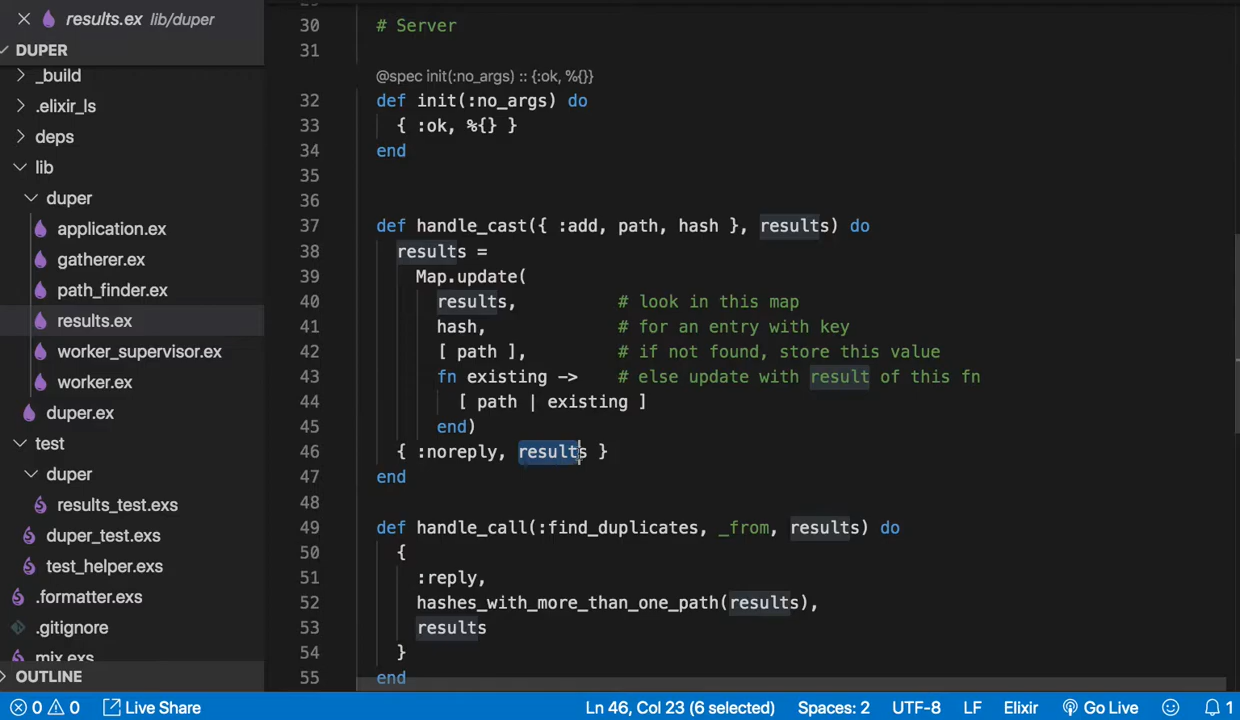 results.ex lib/duper
DUPER
_build
.elixir_ls
deps
lib
duper
application.ex
gatherer.ex
path_finder.ex
results.ex
worker_supervisor.ex
worker.ex
duper.ex
test
duper
results_test.exs
duper_test.exs
test_helper.exs
.formatter.exs
.gitignore
mix.exs
OUTLINE
30 # Server
31
@spec init(:no_args) :: {:ok, %{}}
32 def init(:no_args) do
33 { :ok, %{} }
34 end
35
36
37 def handle_cast({ :add, path, hash }, results) do
38 results =
39 Map.update(
40 results, # look in this map
41 hash, # for an entry with key
42 [ path ], # if not found, store this value
43 fn existing -> # else update with result of this fn
44 [ path | existing ]
45 end)
46 { :noreply, results }
47 end
48
49 def handle_call(:find_duplicates, _from, results) do
50 {
51 :reply,
52 hashes_with_more_than_one_path(results),
53 results
54 }
55 end
0 0 Live Share Ln 46, Col 23 (6 selected) Spaces: 2 UTF-8 LF Elixir Go Live 1